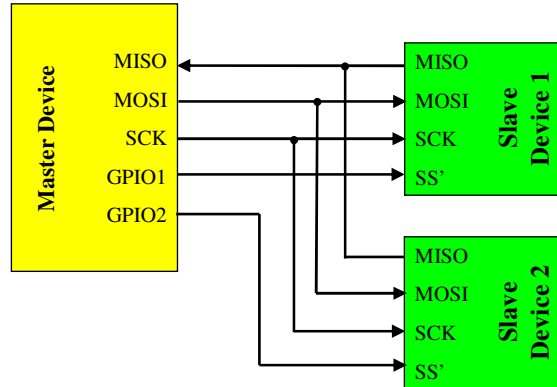 Master Device
MISO
MOSI
SCK
GPIO1
GPIO2
MISO
MOSI
SCK
SS’
Slave
Device 1
MISO
MOSI
SCK
SS’
Slave
Device 2